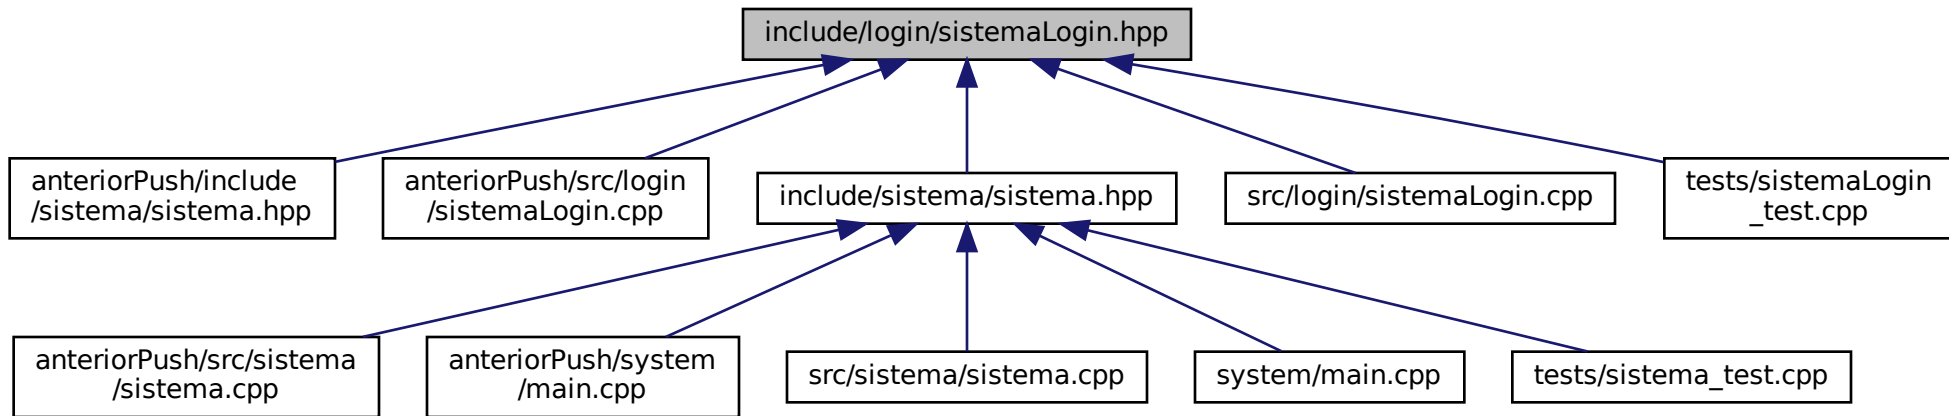 include/login/sistemaLogin.hpp
anteriorPush/include
/sistema/sistema.hpp
anteriorPush/src/login
/sistemaLogin.cpp
include/sistema/sistema.hpp
src/login/sistemaLogin.cpp
tests/sistemaLogin
_test.cpp
anteriorPush/src/sistema
/sistema.cpp
anteriorPush/system
/main.cpp
src/sistema/sistema.cpp
system/main.cpp
tests/sistema_test.cpp